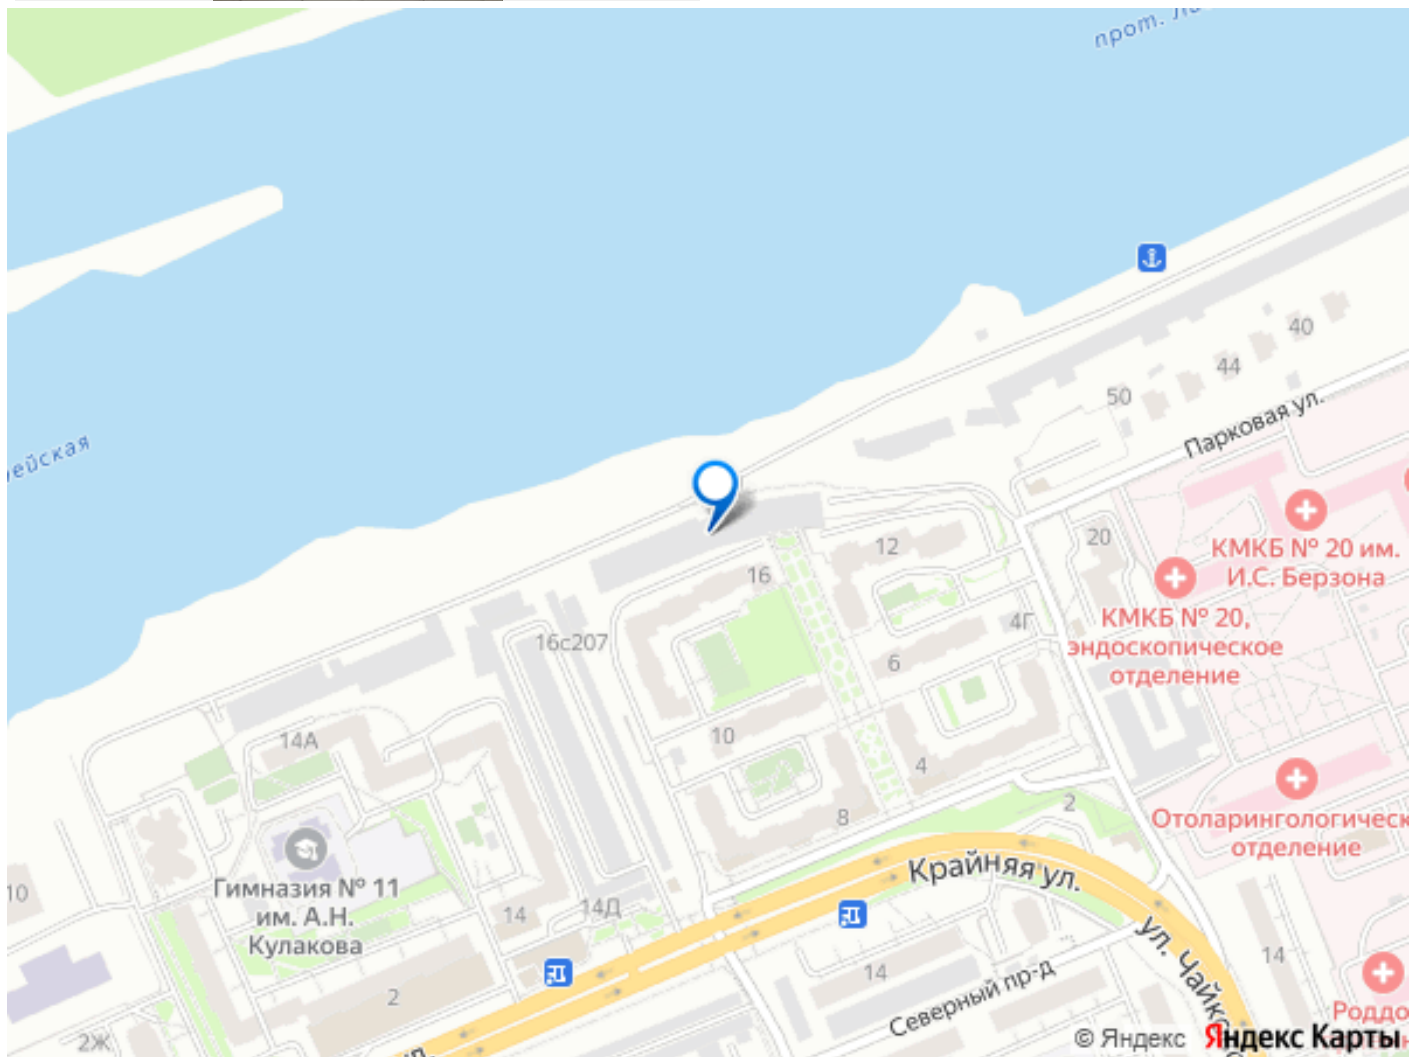 прот.
40
44
50
Парковая ул.
КМКБ № 20 им.
И.С. Берзона
20
12
16
КМКБ № 20,
эндоскопическое
отделение
4Г
16с207
6
10
14А
4
2
8
Отоларингологическ
отделение
Крайняя ул.
Гимназия № 11
им. А.Н.
Кулакова
10
14
14Д
ул. Чайко
14
14
Северный пр-д
2
2Ж
ул.
Роддо
© Яндекс
Яндекс Карты